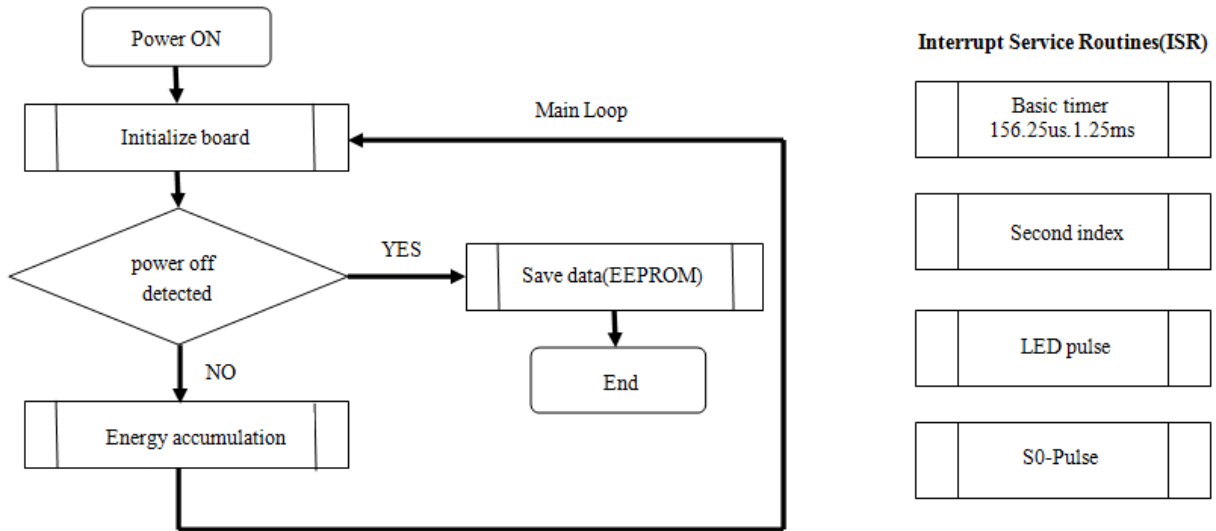 Power ON
Initialize board
Main Loop
power off
detected
YES
Save data(EEPROM)
End
NO
Energy accumulation
Interrupt Service Routines(ISR)
Basic timer
156.25us.1.25ms
Second index
LED pulse
S0-Pulse